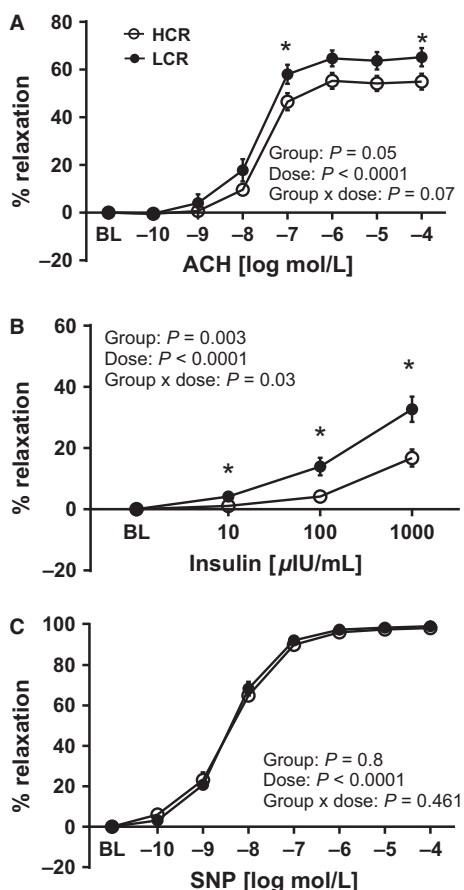 A
HCR
LCR
% relaxation
80
60
40
20
0
–20
*
*
Group: P = 0.05
Dose: P < 0.0001
Group x dose: P = 0.07
BL –10 –9 –8 –7 –6 –5 –4
ACH [log mol/L]
B
% relaxation
60
40
20
0
–20
Group: P = 0.003
Dose: P < 0.0001
Group x dose: P = 0.03
*
*
*
BL 10 100 1000
Insulin [µIU/mL]
C
% relaxation
100
80
60
40
20
0
–20
Group: P = 0.8
Dose: P < 0.0001
Group x dose: P = 0.461
BL –10 –9 –8 –7 –6 –5 –4
SNP [log mol/L]